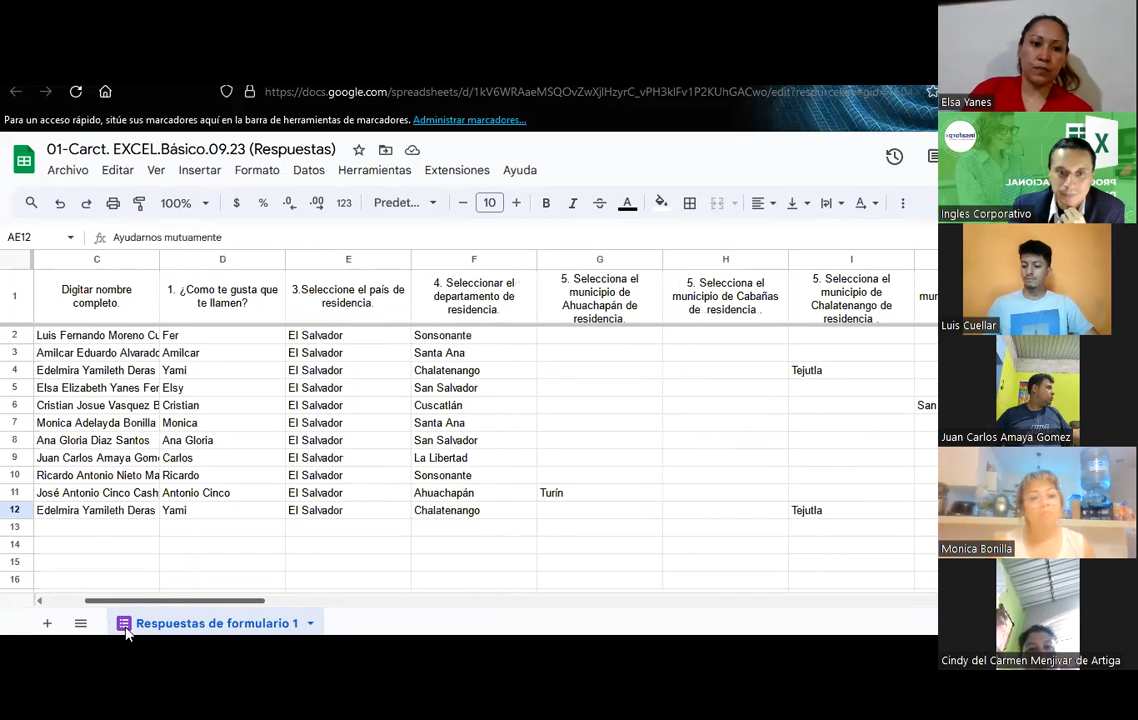 https://docs.google.com/spreadsheets/d/1kV6WRAaeMSQOvZwXjlHzyrC_vPH3klFv1P2KUhGACwo/edit?
Para un acceso rápido, sitúe sus marcadores aquí en la barra de herramientas de marcadores. Administrar marcadores...
01-Carct. EXCEL.Básico.09.23 (Respuestas)
Archivo Editar Ver Insertar Formato Datos Herramientas Extensiones Ayuda
100% $ % .0 .00 123 Predet... 10 B I A
AE12 fx Ayudarnos mutuamente
C D E F G H I
1 Digitar nombre completo. 1. ¿Como te gusta que te llamen? 3.Seleccione el país de residencia. 4. Seleccionar el departamento de residencia. 5. Selecciona el municipio de Ahuachapán de residencia. 5. Selecciona el municipio de Cabañas de residencia. 5. Selecciona el municipio de Chalatenango de residencia.
2 Luis Fernando Moreno Cu Fer El Salvador Sonsonante
3 Amilcar Eduardo Alvarado Amilcar El Salvador Santa Ana
4 Edelmira Yamileth Deras Yami El Salvador Chalatenango Tejutla
5 Elsa Elizabeth Yanes Fer Elsy El Salvador San Salvador
6 Cristian Josue Vasquez B Cristian El Salvador Cuscatlán San
7 Monica Adelayda Bonilla Monica El Salvador Santa Ana
8 Ana Gloria Diaz Santos Ana Gloria El Salvador San Salvador
9 Juan Carlos Amaya Gom Carlos El Salvador La Libertad
10 Ricardo Antonio Nieto Ma Ricardo El Salvador Sonsonante
11 José Antonio Cinco Cash Antonio Cinco El Salvador Ahuachapán Turín
12 Edelmira Yamileth Deras Yami El Salvador Chalatenango Tejutla
13
14
15
16
+ Respuestas de formulario 1
Elsa Yanes
insaforp
X
Ingles Corporativo
Luis Cuellar
Juan Carlos Amaya Gomez
Monica Bonilla
Cindy del Carmen Menjivar de Artiga